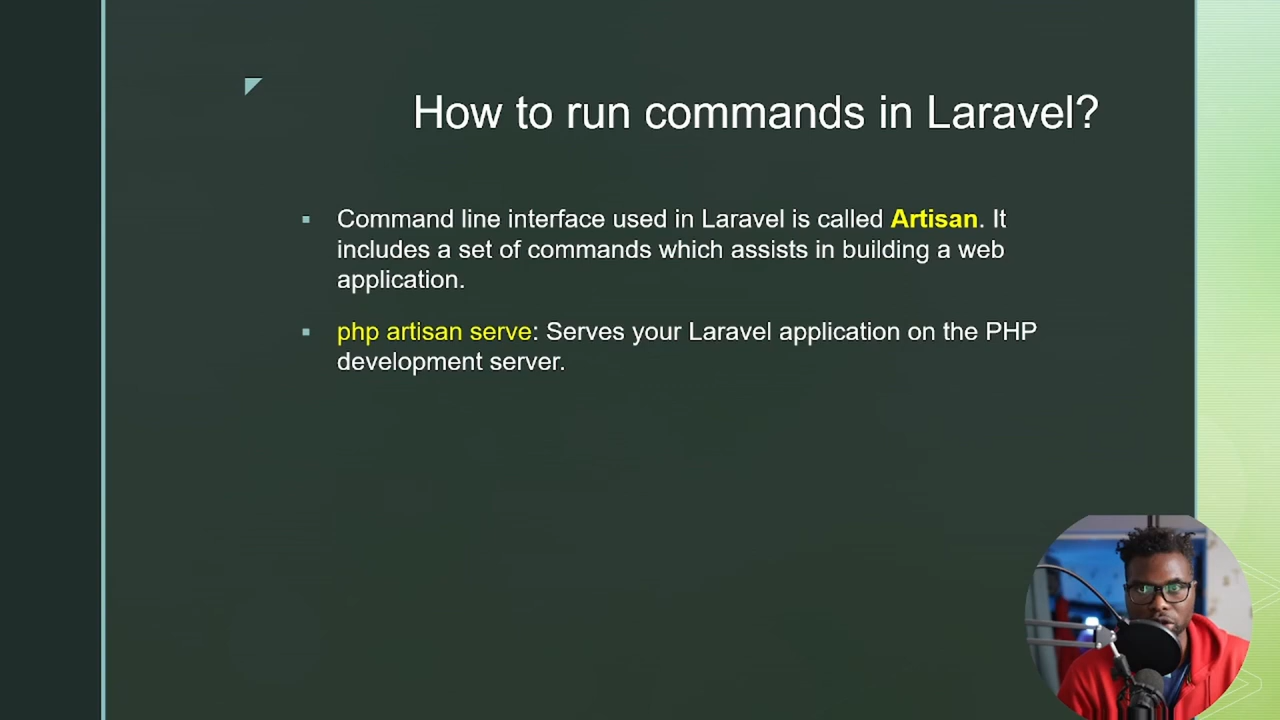 How to run commands in Laravel?
Command line interface used in Laravel is called Artisan. It
includes a set of commands which assists in building a web
application.
php artisan serve: Serves your Laravel application on the PHP
development server.